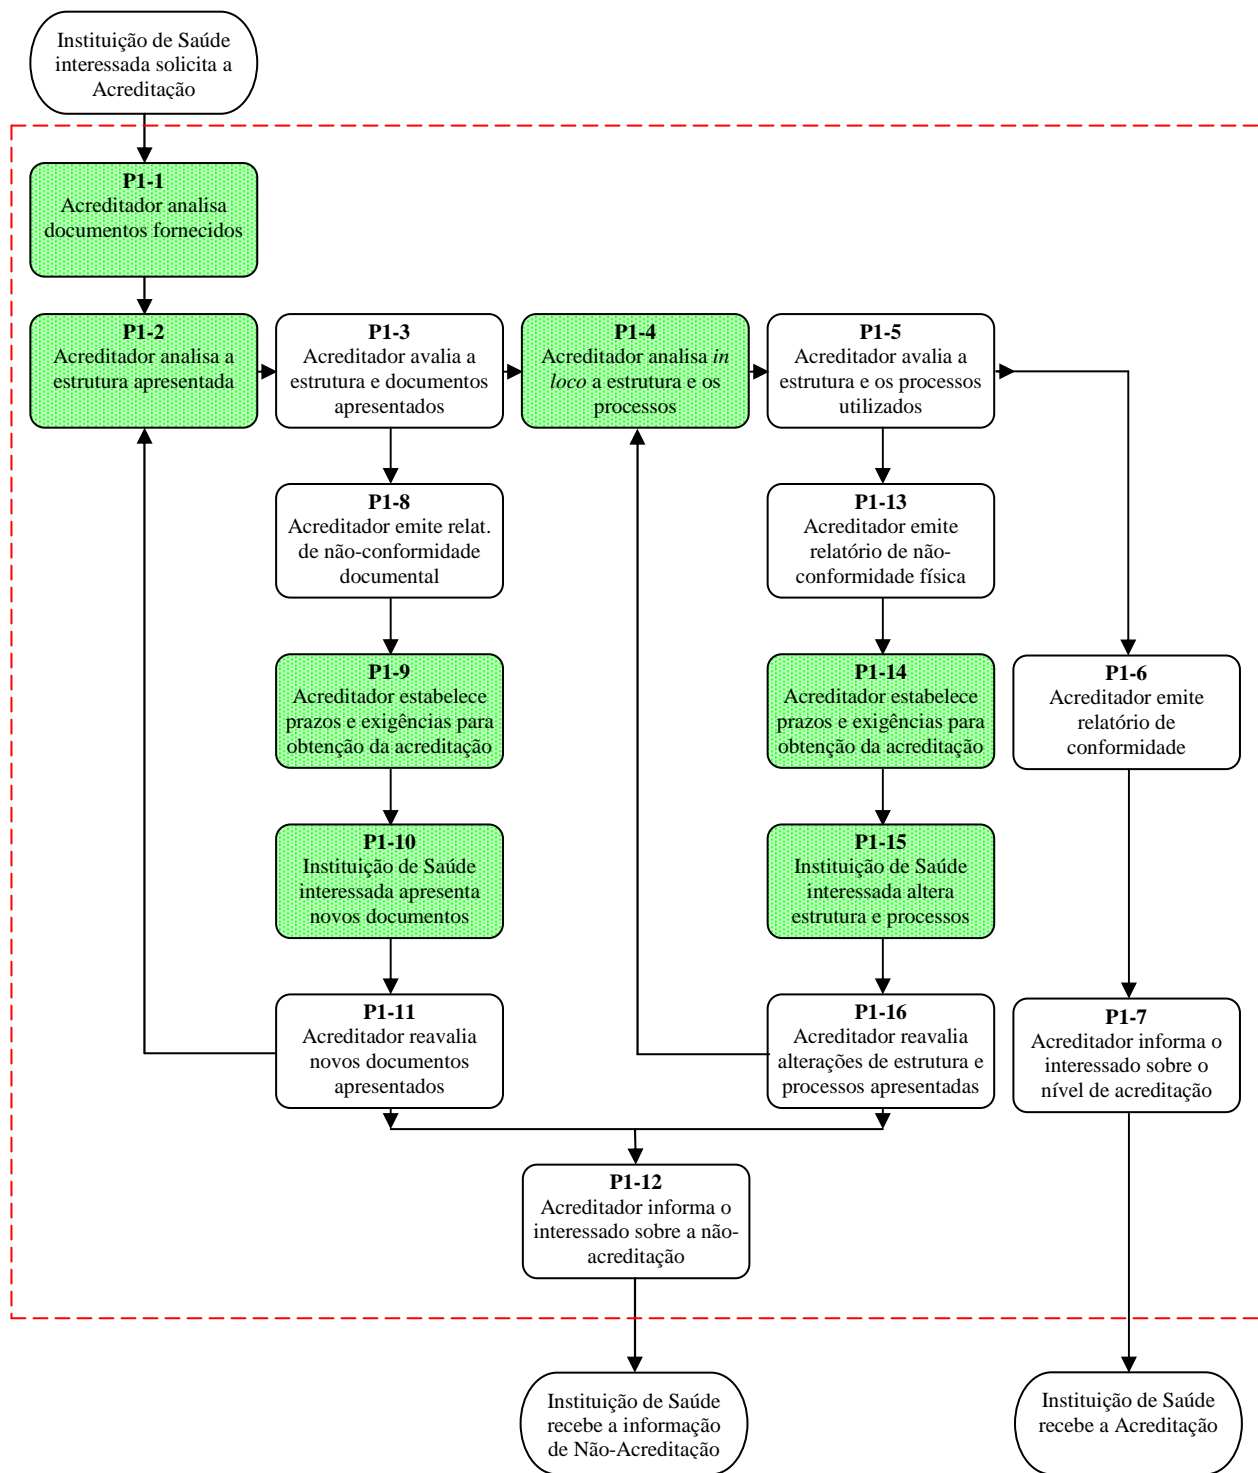 Instituição de Saúde
interessada solicita a
Acreditação
P1-1
Acreditador analisa
documentos fornecidos
P1-2
Acreditador analisa a
estrutura apresentada
P1-3
Acreditador avalia a
estrutura e documentos
apresentados
P1-4
Acreditador analisa in
loco a estrutura e os
processos
P1-5
Acreditador avalia a
estrutura e os processos
utilizados
P1-8
Acreditador emite relat.
de não-conformidade
documental
P1-13
Acreditador emite
relatório de não-
conformidade física
P1-9
Acreditador estabelece
prazos e exigências para
obtenção da acreditação
P1-14
Acreditador estabelece
prazos e exigências para
obtenção da acreditação
P1-6
Acreditador emite
relatório de
conformidade
P1-10
Instituição de Saúde
interessada apresenta
novos documentos
P1-15
Instituição de Saúde
interessada altera
estrutura e processos
P1-11
Acreditador reavalia
novos documentos
apresentados
P1-16
Acreditador reavalia
alterações de estrutura e
processos apresentadas
P1-7
Acreditador informa o
interessado sobre o
nível de acreditação
P1-12
Acreditador informa o
interessado sobre a não-
acreditação
Instituição de Saúde
recebe a informação
de Não-Acreditação
Instituição de Saúde
recebe a Acreditação